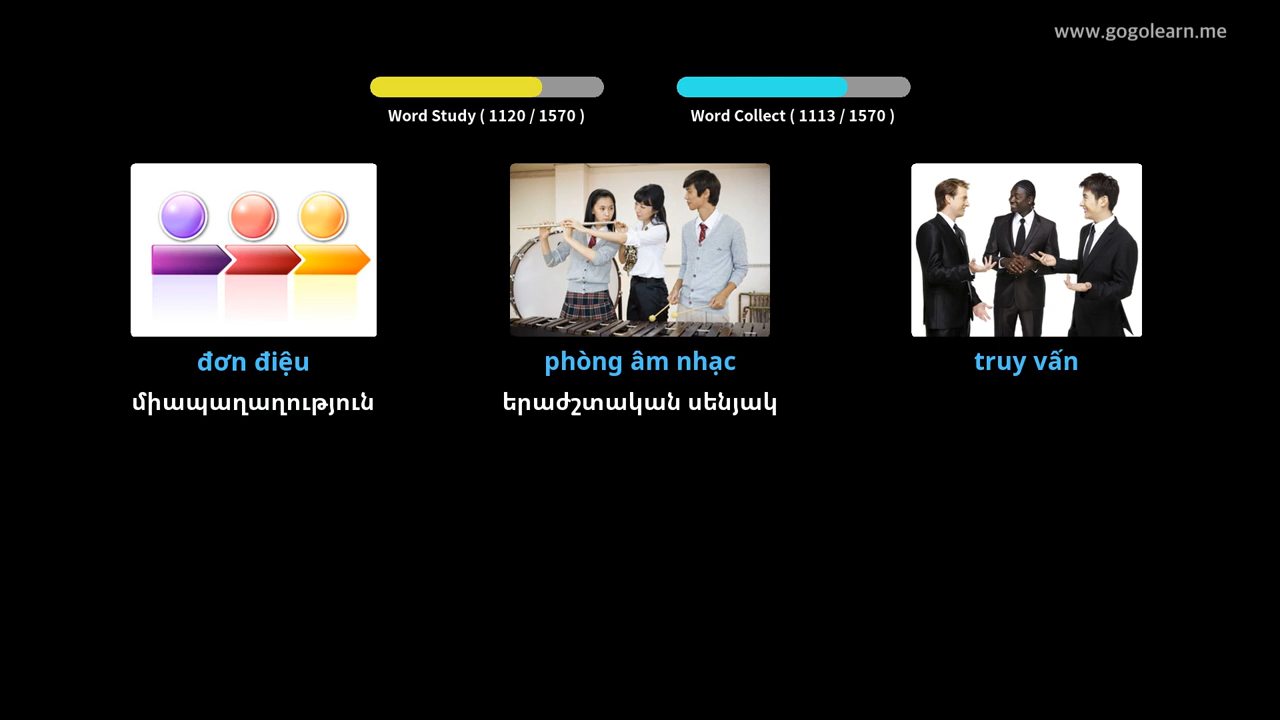 www.gogolearn.me
Word Study ( 1120 / 1570 )
Word Collect ( 1113 / 1570 )
đơn điệu
phòng âm nhạc
truy vấn
միապաղաղություն
երաժշտական սենյակ